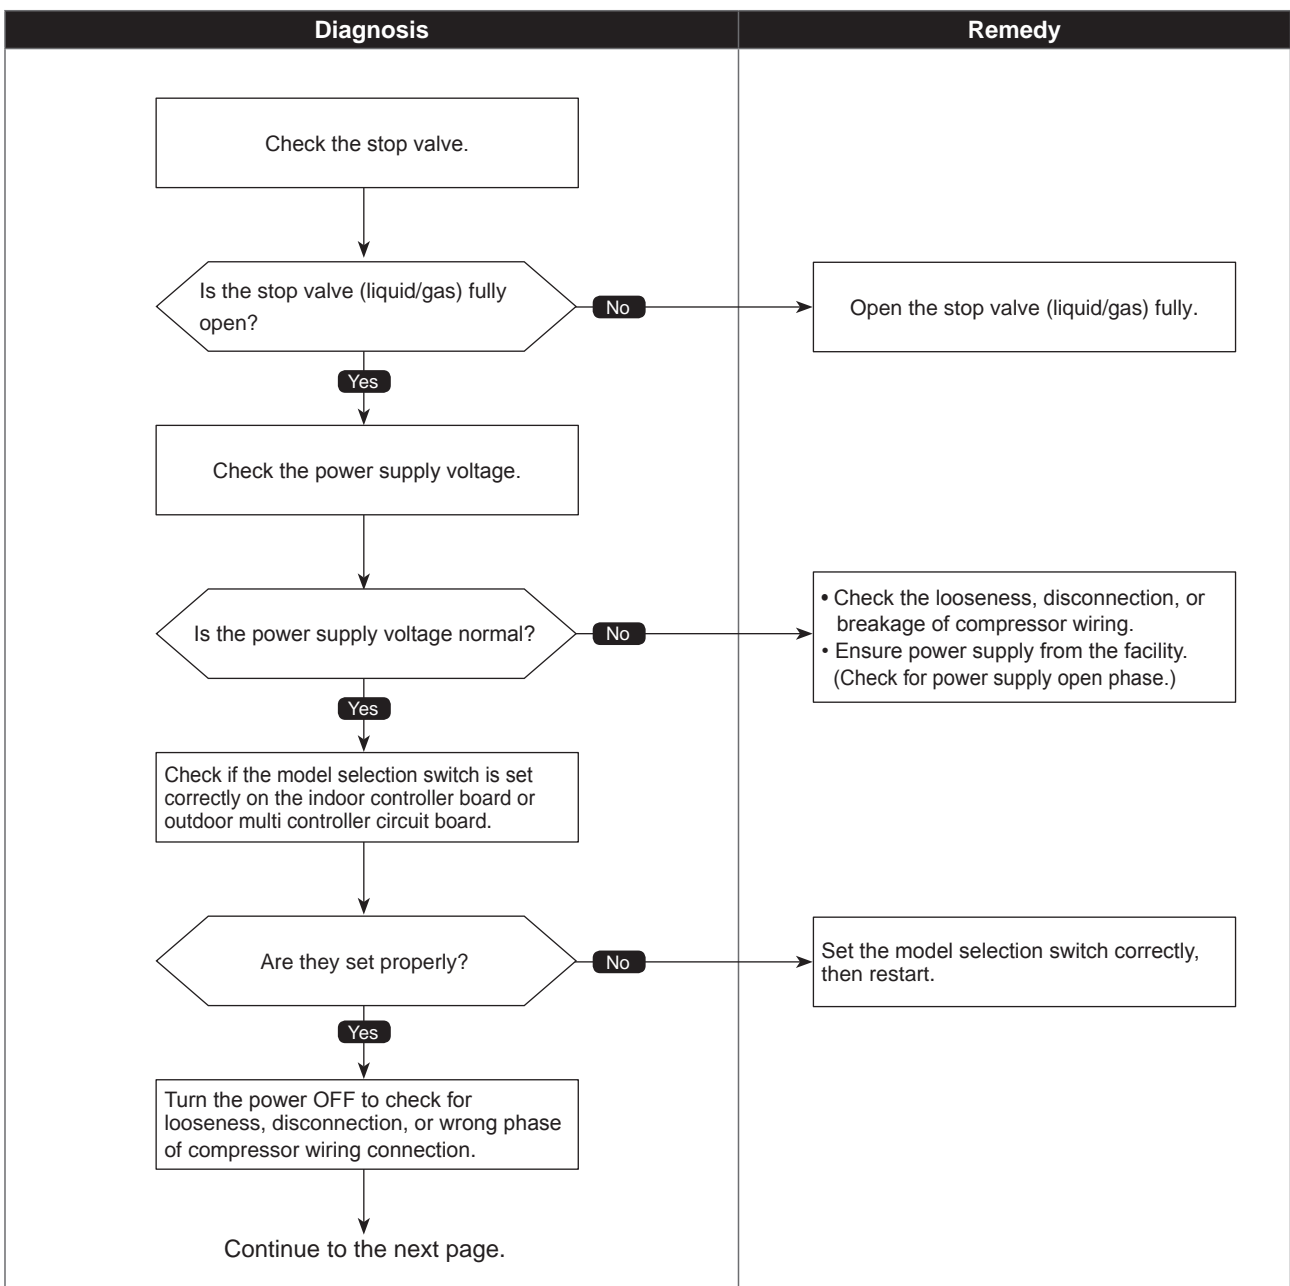 Diagnosis
Remedy
Check the stop valve.
Is the stop valve (liquid/gas) fully
open?
No
Open the stop valve (liquid/gas) fully.
Yes
Check the power supply voltage.
Is the power supply voltage normal?
No
• Check the looseness, disconnection, or
breakage of compressor wiring.
• Ensure power supply from the facility.
(Check for power supply open phase.)
Yes
Check if the model selection switch is set
correctly on the indoor controller board or
outdoor multi controller circuit board.
Are they set properly?
No
Set the model selection switch correctly,
then restart.
Yes
Turn the power OFF to check for
looseness, disconnection, or wrong phase
of compressor wiring connection.
Continue to the next page.